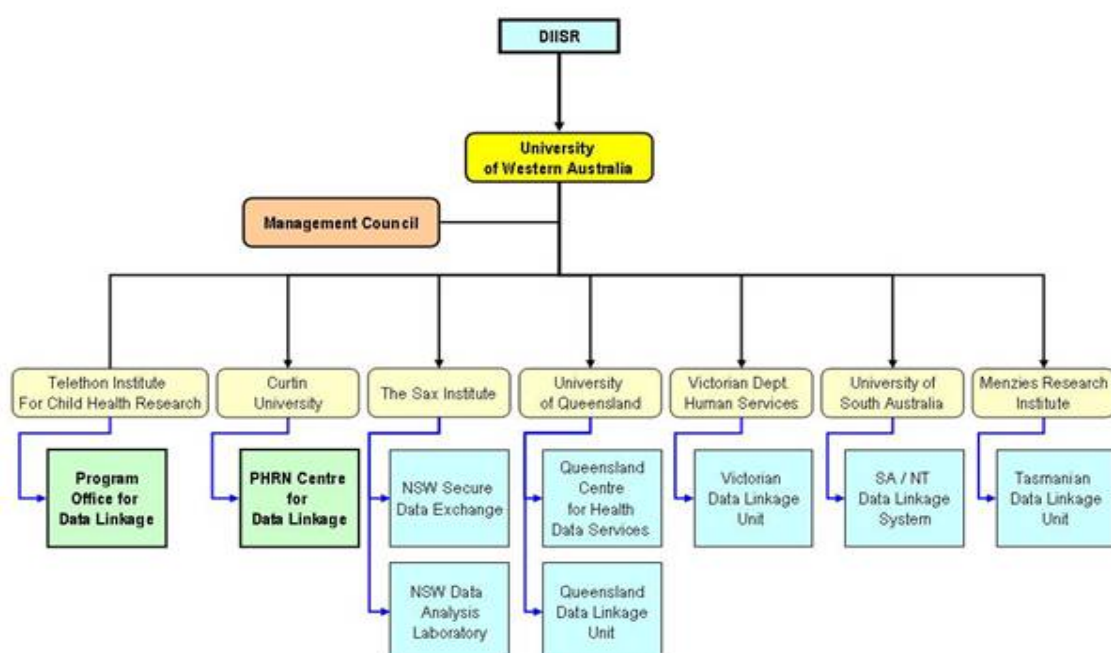 DIISR
University
of Western Australia
Management Council
Telethon Institute
For Child Health Research
Curtin
University
The Sax Institute
University
of Queensland
Victorian Dept.
Human Services
University of
South Australia
Menzies Research
Institute
Program
Office for
Data Linkage
PHRN Centre
for
Data Linkage
NSW Secure
Data Exchange
Queensland
Centre
for Health
Data Services
Victorian
Data Linkage
Unit
SA / NT
Data Linkage
System
Tasmanian
Data Linkage
Unit
NSW Data
Analysis
Laboratory
Queensland
Data Linkage
Unit